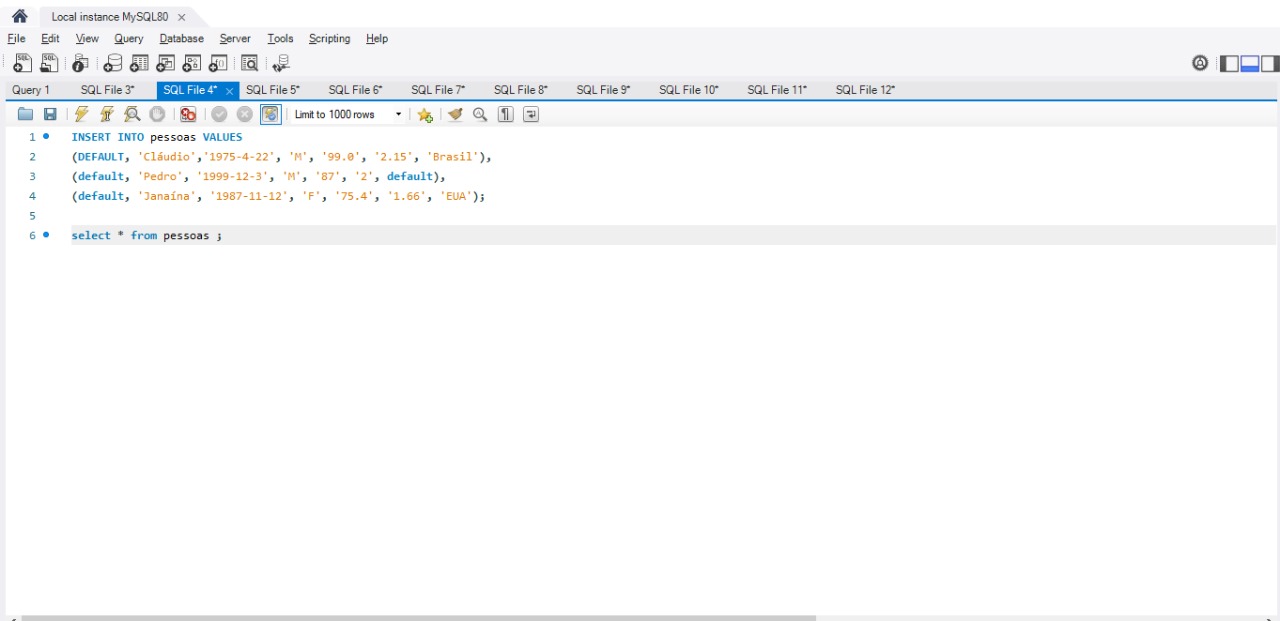 Local instance MySQL80
File Edit View Query Database Server Tools Scripting Help
Query 1 SQL File 3* SQL File 4* SQL File 5* SQL File 6* SQL File 7* SQL File 8* SQL File 9* SQL File 10* SQL File 11* SQL File 12*
Limit to 1000 rows
1 INSERT INTO pessoas VALUES
2 (DEFAULT, 'Cláudio','1975-4-22', 'M', '99.0', '2.15', 'Brasil'),
3 (default, 'Pedro', '1999-12-3', 'M', '87', '2', default),
4 (default, 'Janaína', '1987-11-12', 'F', '75.4', '1.66', 'EUA');
5
6 select * from pessoas ;